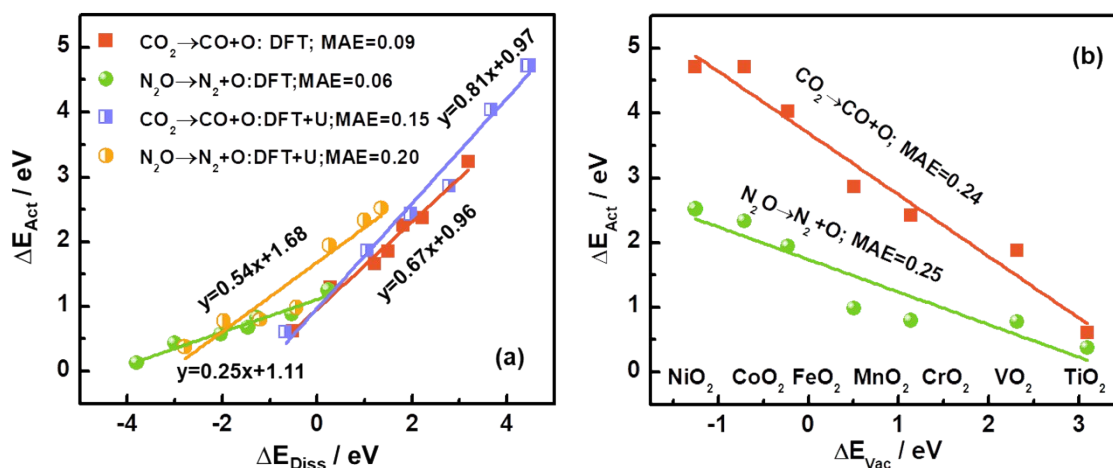 CO₂→CO+O: DFT; MAE=0.09
N₂O→N₂+O:DFT;MAE=0.06
CO₂→CO+O:DFT+U;MAE=0.15
N₂O→N₂+O:DFT+U;MAE=0.20
y=0.81x+0.97
y=0.54x+1.68
y=0.67x+0.96
y=0.25x+1.11
(a)
5
4
3
2
1
0
ΔE_Act / eV
-4
-2
0
2
4
ΔE_Diss / eV
(b)
CO₂→CO+O; MAE=0.24
N₂O→N₂+O; MAE=0.25
NiO₂ CoO₂ FeO₂ MnO₂ CrO₂ VO₂ TiO₂
5
4
3
2
1
0
ΔE_Act / eV
-1
0
1
2
3
ΔE_Vac / eV